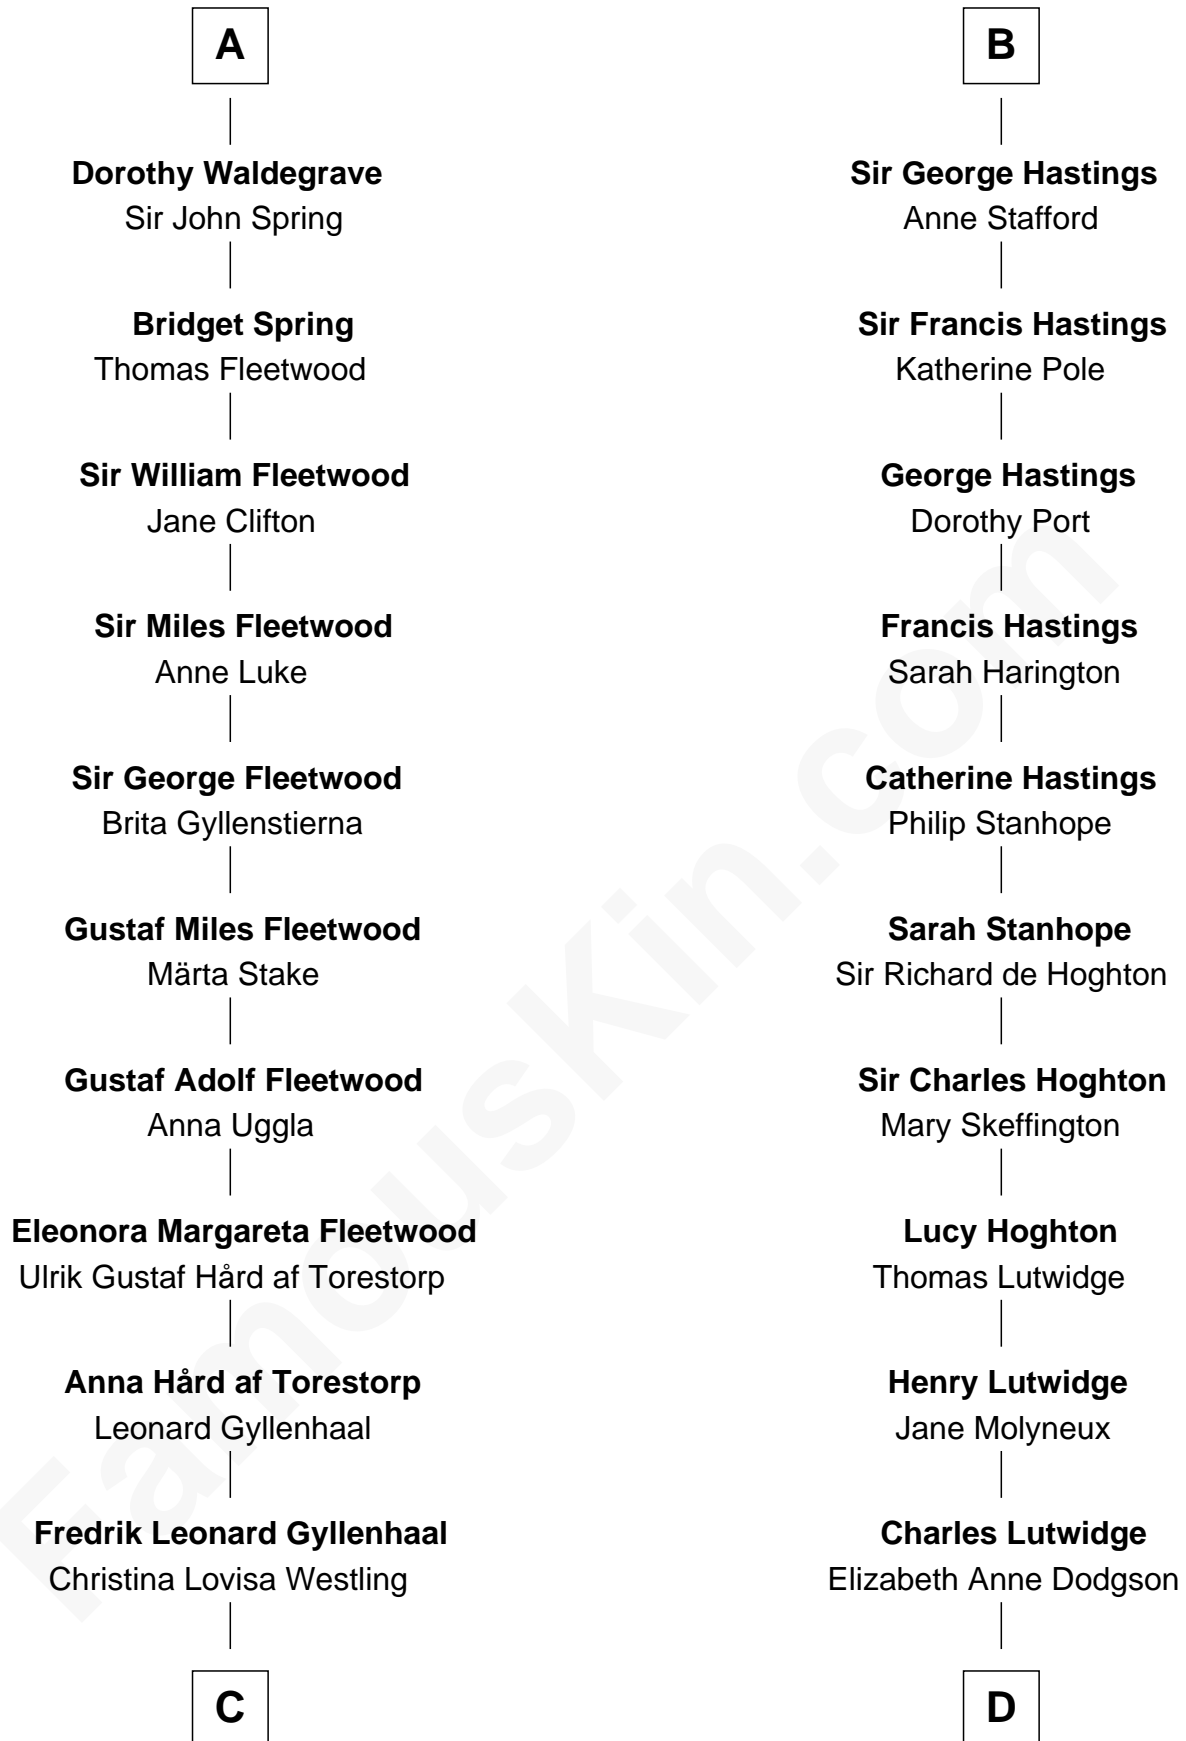 A
Dorothy Waldegrave
Sir John Spring
Bridget Spring
Thomas Fleetwood
Sir William Fleetwood
Jane Clifton
Sir Miles Fleetwood
Anne Luke
Sir George Fleetwood
Brita Gyllenstierna
Gustaf Miles Fleetwood
Märta Stake
Gustaf Adolf Fleetwood
Anna Uggla
Eleonora Margareta Fleetwood
Ulrik Gustaf Hård af Torestorp
Anna Hård af Torestorp
Leonard Gyllenhaal
Fredrik Leonard Gyllenhaal
Christina Lovisa Westling
C
B
Sir George Hastings
Anne Stafford
Sir Francis Hastings
Katherine Pole
George Hastings
Dorothy Port
Francis Hastings
Sarah Harington
Catherine Hastings
Philip Stanhope
Sarah Stanhope
Sir Richard de Hoghton
Sir Charles Hoghton
Mary Skeffington
Lucy Hoghton
Thomas Lutwidge
Henry Lutwidge
Jane Molyneux
Charles Lutwidge
Elizabeth Anne Dodgson
D
FamousKin.com